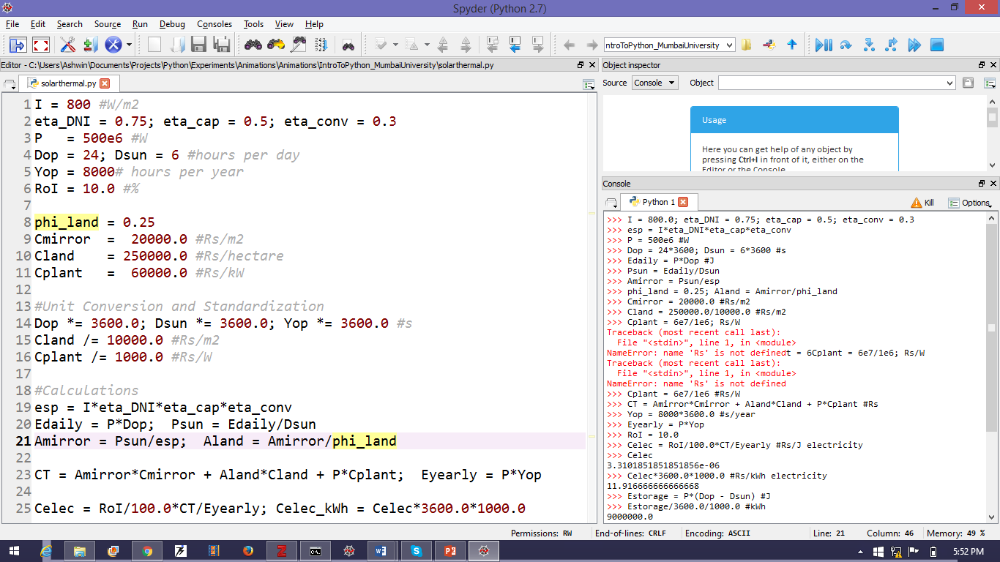 Spyder (Python 2.7)
File Edit Search Source Run Debug Consoles Tools View Help
ntroToPython_MumbaiUniversity
Editor - C:\Users\Ashwin\Documents\Projects\Python\Experiments\Animations\Animations\IntroToPython_MumbaiUniversity\solarthermal.py
solarthermal.py
1 I = 800 #W/m2
2 eta_DNI = 0.75; eta_cap = 0.5; eta_conv = 0.3
3 P   = 500e6 #W
4 Dop = 24; Dsun = 6 #hours per day
5 Yop = 8000# hours per year
6 RoI = 10.0 #%
7
8 phi_land = 0.25
9 Cmirror  =  20000.0 #Rs/m2
10 Cland    = 250000.0 #Rs/hectare
11 Cplant   =  60000.0 #Rs/kW
12
13 #Unit Conversion and Standardization
14 Dop *= 3600.0; Dsun *= 3600.0; Yop *= 3600.0 #s
15 Cland /= 10000.0 #Rs/m2
16 Cplant /= 1000.0 #Rs/W
17
18 #Calculations
19 esp = I*eta_DNI*eta_cap*eta_conv
20 Edaily = P*Dop;  Psun = Edaily/Dsun
21 Amirror = Psun/esp;  Aland = Amirror/phi_land
22
23 CT = Amirror*Cmirror + Aland*Cland + P*Cplant;  Eyearly = P*Yop
24
25 Celec = RoI/100.0*CT/Eyearly; Celec_kWh = Celec*3600.0*1000.0
Object inspector
Source Console Object
Usage
Here you can get help of any object by
pressing Ctrl+I in front of it, either on the
Editor or the Console.
Console
Python 1 Kill Options
>>> I = 800.0; eta_DNI = 0.75; eta_cap = 0.5; eta_conv = 0.3
>>> esp = I*eta_DNI*eta_cap*eta_conv
>>> P = 500e6 #W
>>> Dop = 24*3600; Dsun = 6*3600 #s
>>> Edaily = P*Dop #J
>>> Psun = Edaily/Dsun
>>> Amirror = Psun/esp
>>> phi_land = 0.25; Aland = Amirror/phi_land
>>> Cmirror = 20000.0 #Rs/m2
>>> Cland = 250000.0/10000.0 #Rs/m2
>>> Cplant = 6e7/1e6; Rs/W
Traceback (most recent call last):
  File "<stdin>", line 1, in <module>
NameError: name 'Rs' is not definedt = 6Cplant = 6e7/1e6; Rs/W
Traceback (most recent call last):
  File "<stdin>", line 1, in <module>
NameError: name 'Rs' is not defined
>>> Cplant = 6e7/1e6 #Rs/W
>>> CT = Amirror*Cmirror + Aland*Cland + P*Cplant #Rs
>>> Yop = 8000*3600 #s/year
>>> Eyearly = P*Yop
>>> RoI = 10.0
>>> Celec = RoI/100.0*CT/Eyearly #Rs/J electricity
>>> Celec
3.3101851851851856e-06
>>> Celec*3600.0*1000.0 #Rs/kWh electricity
11.916666666666668
>>> Estorage = P*(Dop - Dsun) #J
>>> Estorage/3600.0/1000.0 #kWh
9000000.0
Permissions: RW End-of-lines: CRLF Encoding: ASCII Line: 21 Column: 46 Memory: 49 %
5:52 PM